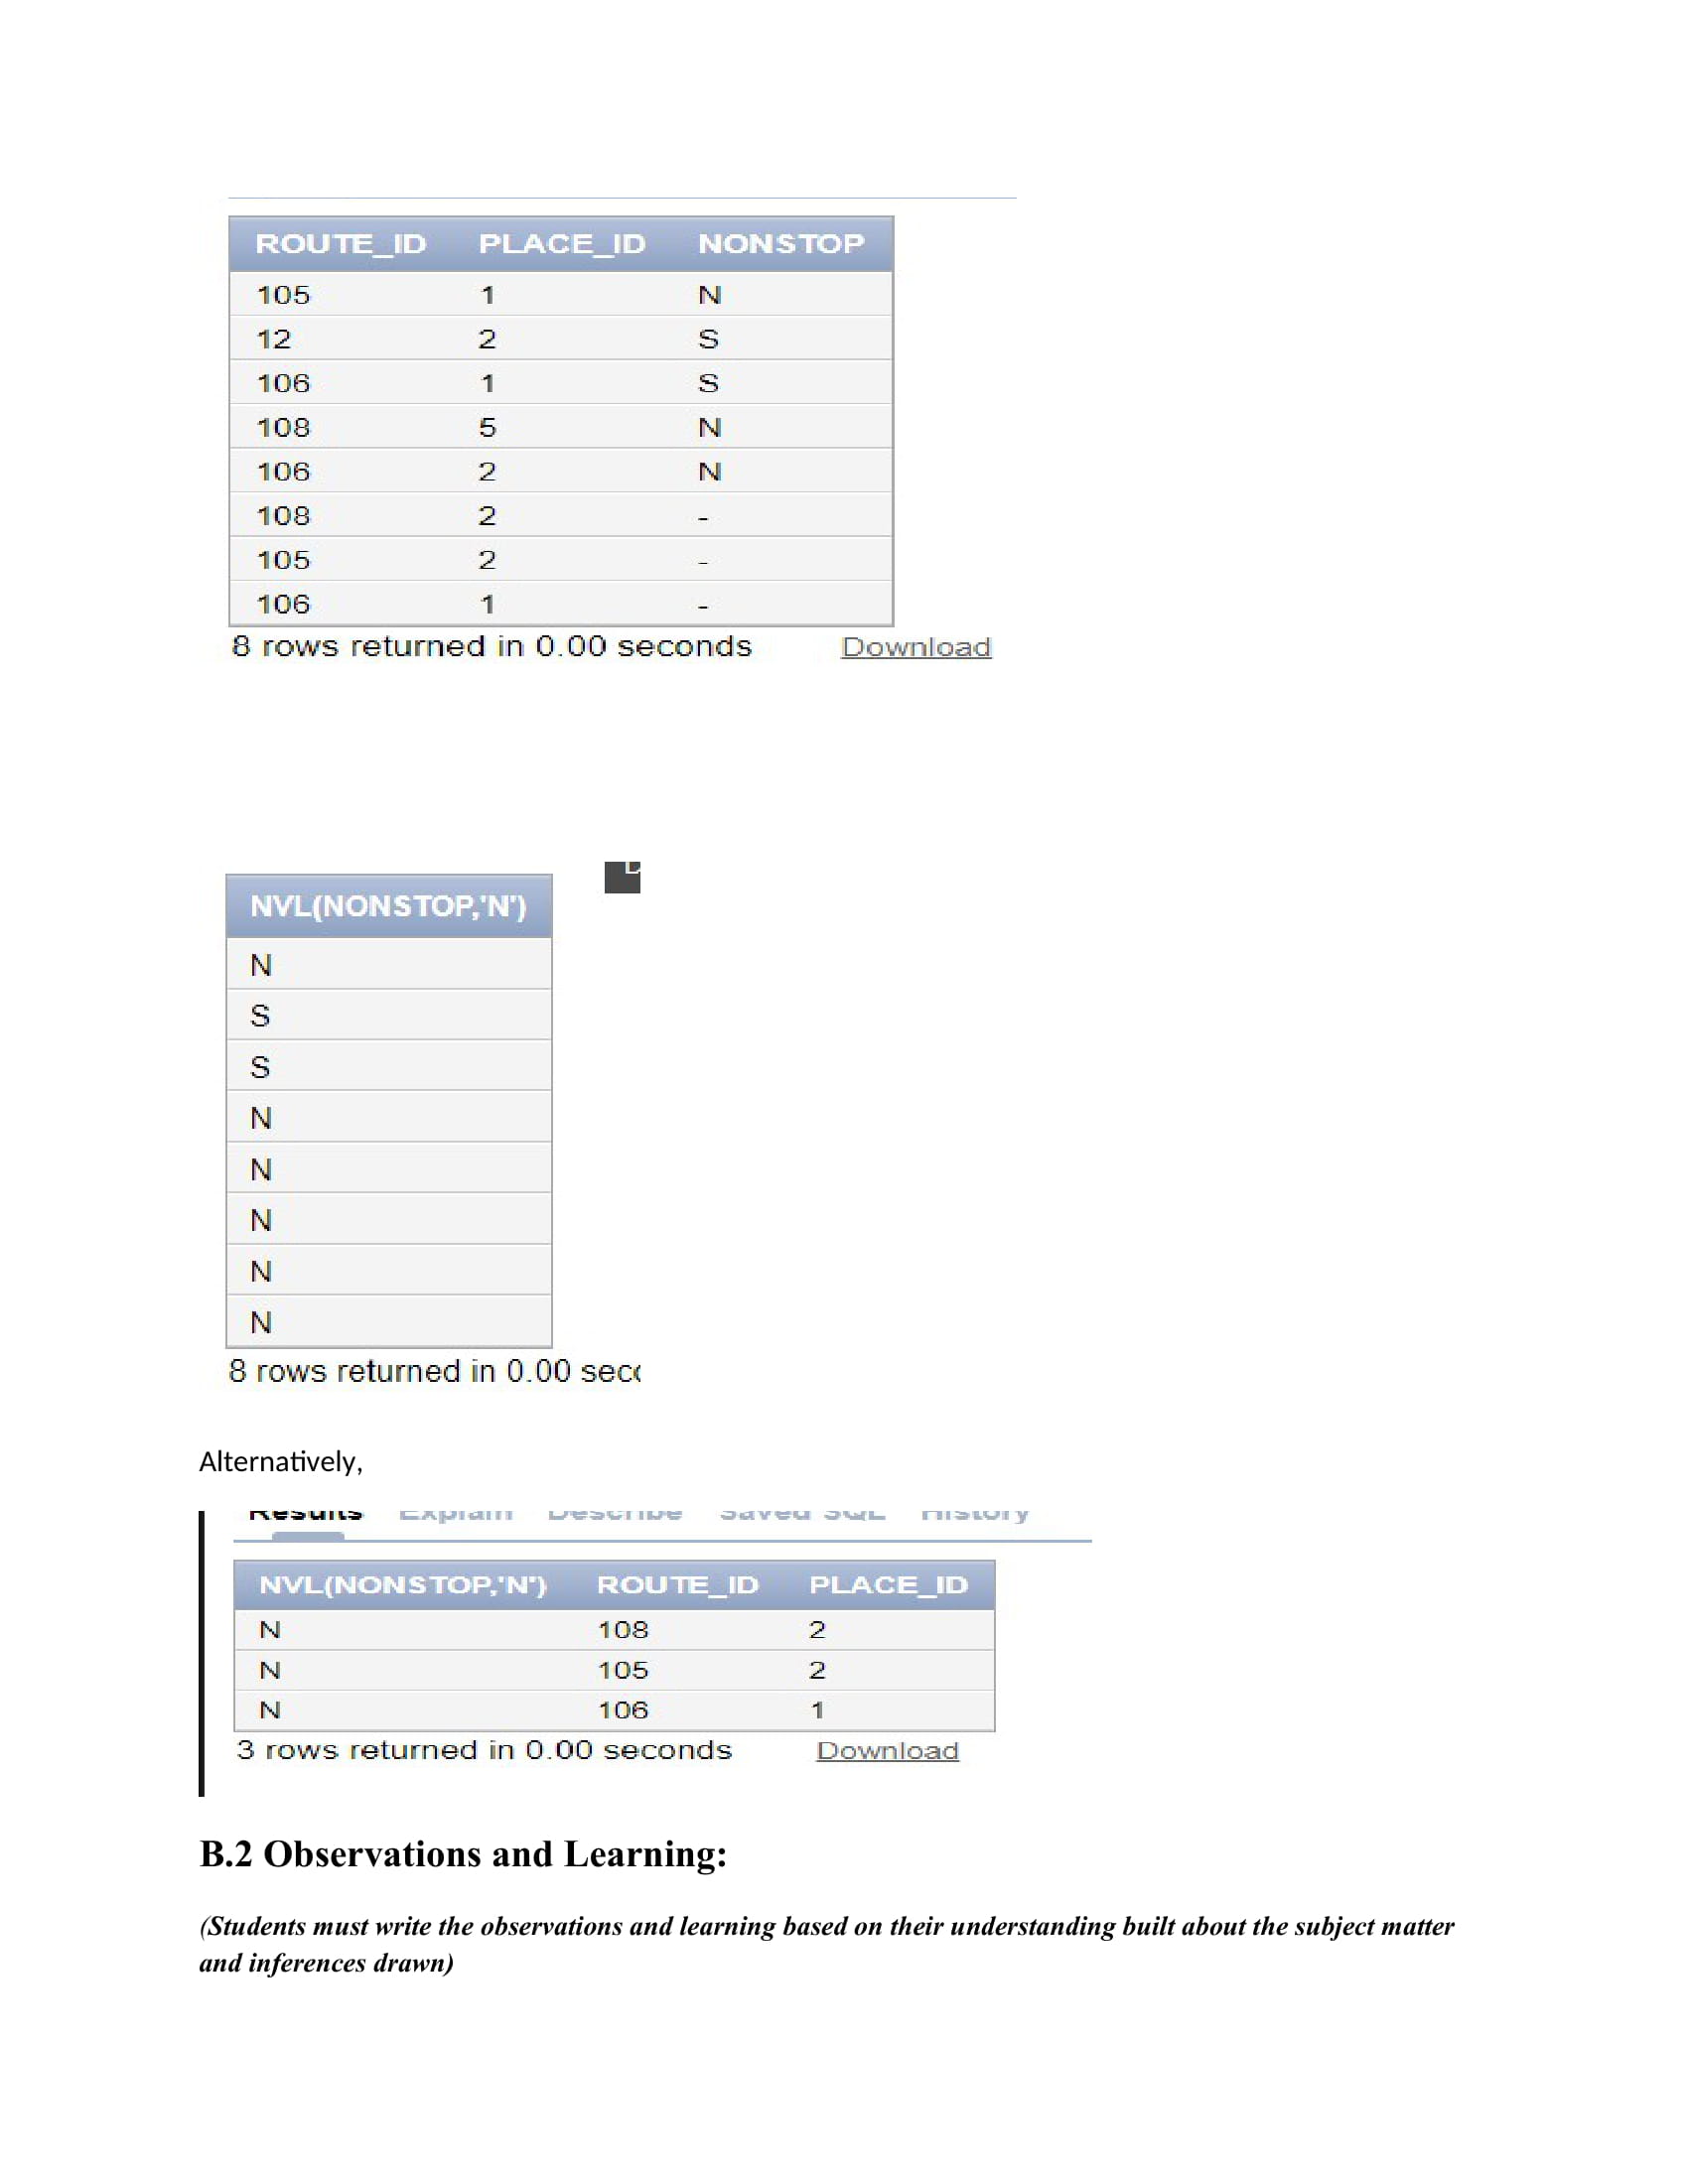 ROUTE_ID PLACE_ID NONSTOP
105 1 N
12 2 S
106 1 S
108 5 N
106 2 N
108 2 -
105 2 -
106 1 -
8 rows returned in 0.00 seconds Download
NVL(NONSTOP,'N')
N
S
S
N
N
N
N
N
8 rows returned in 0.00
Alternatively,
Results Explain Describe Saved SQL History
NVL(NONSTOP,'N') ROUTE_ID PLACE_ID
N 108 2
N 105 2
N 106 1
3 rows returned in 0.00 seconds Download
B.2 Observations and Learning:
(Students must write the observations and learning based on their understanding built about the subject matter
and inferences drawn)